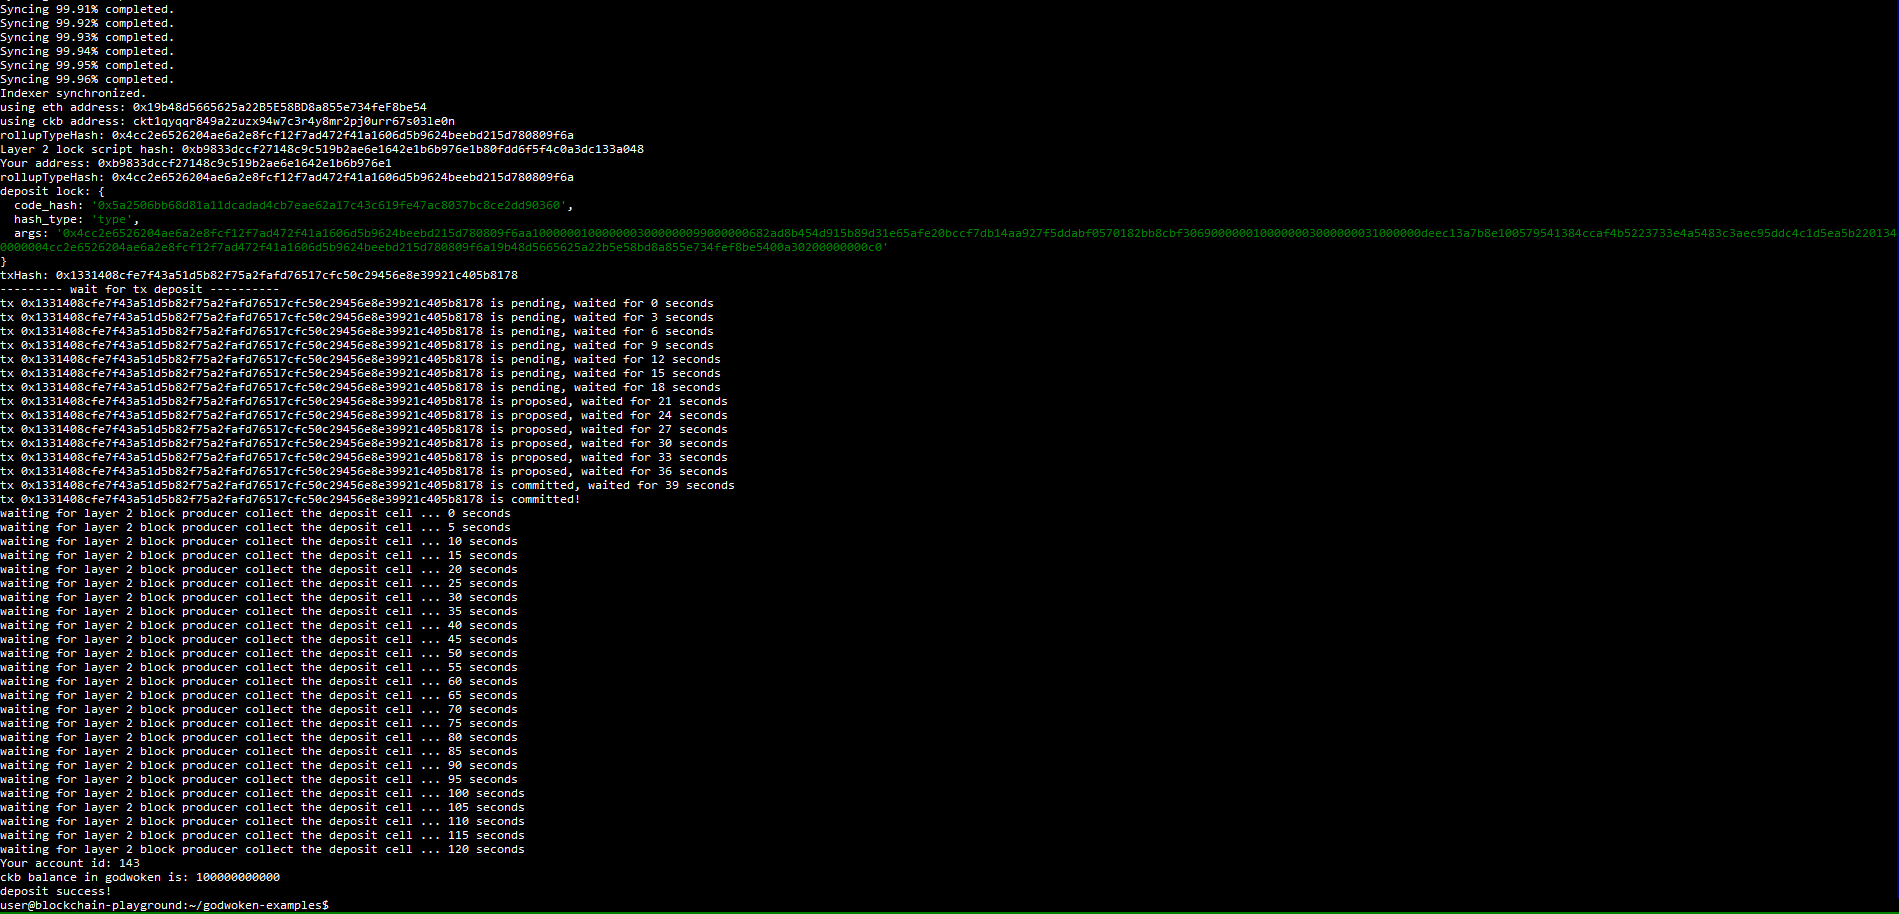 Syncing 99.91% completed.
Syncing 99.92% completed.
Syncing 99.93% completed.
Syncing 99.94% completed.
Syncing 99.95% completed.
Syncing 99.96% completed.
Indexer synchronized.
using eth address: 0x19b48d5665625a22B5E58BD8a855e734feF8be54
using ckb address: ckt1qyqqr849a2zuzx94w7c3r4y8mr2pj0urr67s03le0n
rollupTypeHash: 0x4cc2e6526204ae6a2e8fcf12f7ad472f41a1606d5b9624beebd215d780809f6a
Layer 2 lock script hash: 0xb9833dccf27148c9c519b2ae6e1642e1b6b976e1b80fdd6f5f4c0a3dc133a048
Your address: 0xb9833dccf27148c9c519b2ae6e1642e1b6b976e1
rollupTypeHash: 0x4cc2e6526204ae6a2e8fcf12f7ad472f41a1606d5b9624beebd215d780809f6a
deposit lock: {
  code_hash: '0x5a2506bb68d81a11dcadad4cb7eae62a17c43c619fe47ac8037bc8ce2dd90360',
  hash_type: 'type',
  args: '0x4cc2e6526204ae6a2e8fcf12f7ad472f41a1606d5b9624beebd215d780809f6aa10000001000000030000000099000000682ad8b454d915b89d31e65afe20bccf7db14aa927f5ddabf0570182bb8cbf3069000000100000003000000031000000deec13a7b8e100579541384ccaf4b5223733e4a5483c3aec95ddc4c1d5ea5b220134
0000004cc2e6526204ae6a2e8fcf12f7ad472f41a1606d5b9624beebd215d780809f6a19b48d5665625a22b5e58bd8a855e734fef8be5400a30200000000c0'
}
txHash: 0x1331408cfe7f43a51d5b82f75a2fafd76517cfc50c29456e8e39921c405b8178
--------- wait for tx deposit ----------
tx 0x1331408cfe7f43a51d5b82f75a2fafd76517cfc50c29456e8e39921c405b8178 is pending, waited for 0 seconds
tx 0x1331408cfe7f43a51d5b82f75a2fafd76517cfc50c29456e8e39921c405b8178 is pending, waited for 3 seconds
tx 0x1331408cfe7f43a51d5b82f75a2fafd76517cfc50c29456e8e39921c405b8178 is pending, waited for 6 seconds
tx 0x1331408cfe7f43a51d5b82f75a2fafd76517cfc50c29456e8e39921c405b8178 is pending, waited for 9 seconds
tx 0x1331408cfe7f43a51d5b82f75a2fafd76517cfc50c29456e8e39921c405b8178 is pending, waited for 12 seconds
tx 0x1331408cfe7f43a51d5b82f75a2fafd76517cfc50c29456e8e39921c405b8178 is pending, waited for 15 seconds
tx 0x1331408cfe7f43a51d5b82f75a2fafd76517cfc50c29456e8e39921c405b8178 is pending, waited for 18 seconds
tx 0x1331408cfe7f43a51d5b82f75a2fafd76517cfc50c29456e8e39921c405b8178 is proposed, waited for 21 seconds
tx 0x1331408cfe7f43a51d5b82f75a2fafd76517cfc50c29456e8e39921c405b8178 is proposed, waited for 24 seconds
tx 0x1331408cfe7f43a51d5b82f75a2fafd76517cfc50c29456e8e39921c405b8178 is proposed, waited for 27 seconds
tx 0x1331408cfe7f43a51d5b82f75a2fafd76517cfc50c29456e8e39921c405b8178 is proposed, waited for 30 seconds
tx 0x1331408cfe7f43a51d5b82f75a2fafd76517cfc50c29456e8e39921c405b8178 is proposed, waited for 33 seconds
tx 0x1331408cfe7f43a51d5b82f75a2fafd76517cfc50c29456e8e39921c405b8178 is proposed, waited for 36 seconds
tx 0x1331408cfe7f43a51d5b82f75a2fafd76517cfc50c29456e8e39921c405b8178 is committed, waited for 39 seconds
tx 0x1331408cfe7f43a51d5b82f75a2fafd76517cfc50c29456e8e39921c405b8178 is committed!
waiting for layer 2 block producer collect the deposit cell ... 0 seconds
waiting for layer 2 block producer collect the deposit cell ... 5 seconds
waiting for layer 2 block producer collect the deposit cell ... 10 seconds
waiting for layer 2 block producer collect the deposit cell ... 15 seconds
waiting for layer 2 block producer collect the deposit cell ... 20 seconds
waiting for layer 2 block producer collect the deposit cell ... 25 seconds
waiting for layer 2 block producer collect the deposit cell ... 30 seconds
waiting for layer 2 block producer collect the deposit cell ... 35 seconds
waiting for layer 2 block producer collect the deposit cell ... 40 seconds
waiting for layer 2 block producer collect the deposit cell ... 45 seconds
waiting for layer 2 block producer collect the deposit cell ... 50 seconds
waiting for layer 2 block producer collect the deposit cell ... 55 seconds
waiting for layer 2 block producer collect the deposit cell ... 60 seconds
waiting for layer 2 block producer collect the deposit cell ... 65 seconds
waiting for layer 2 block producer collect the deposit cell ... 70 seconds
waiting for layer 2 block producer collect the deposit cell ... 75 seconds
waiting for layer 2 block producer collect the deposit cell ... 80 seconds
waiting for layer 2 block producer collect the deposit cell ... 85 seconds
waiting for layer 2 block producer collect the deposit cell ... 90 seconds
waiting for layer 2 block producer collect the deposit cell ... 95 seconds
waiting for layer 2 block producer collect the deposit cell ... 100 seconds
waiting for layer 2 block producer collect the deposit cell ... 105 seconds
waiting for layer 2 block producer collect the deposit cell ... 110 seconds
waiting for layer 2 block producer collect the deposit cell ... 115 seconds
waiting for layer 2 block producer collect the deposit cell ... 120 seconds
Your account id: 143
ckb balance in godwoken is: 100000000000
deposit success!
user@blockchain-playground:~/godwoken-examples$